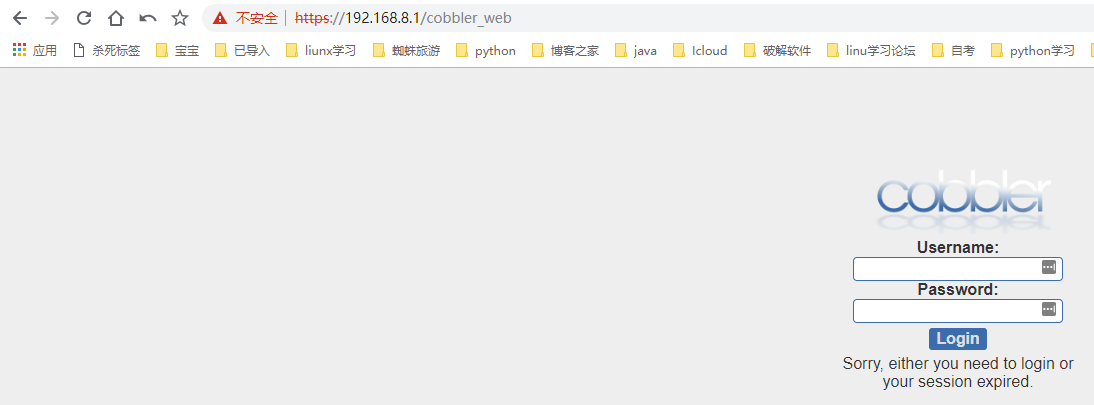 不安全 | https://192.168.8.1/cobbler_web
应用 杀死标签 宝宝 已导入 liunx学习 蜘蛛旅游 python 博客之家 java Icloud 破解软件 linu学习论坛 自考 python学习
cobbler
Username:
Password:
Login
Sorry, either you need to login or
your session expired.